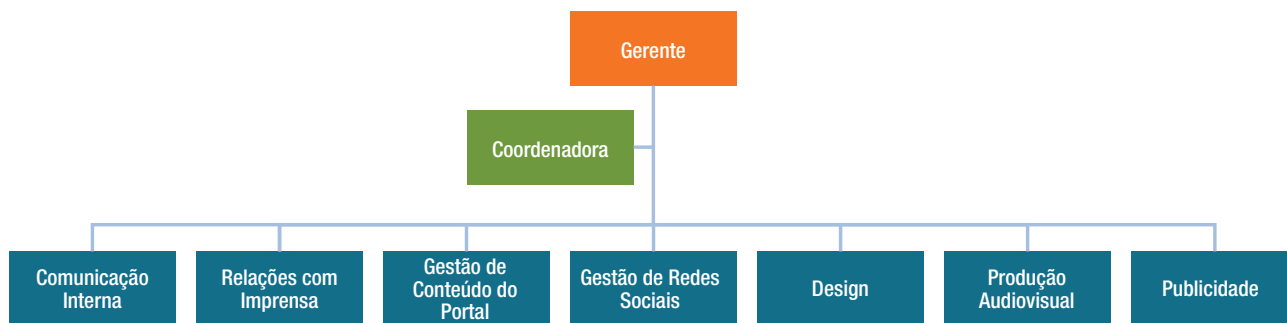 Gerente
Coordenadora
Comunicação
Interna
Relações com
Imprensa
Gestão de
Conteúdo do
Portal
Gestão de Redes
Sociais
Design
Produção
Audiovisual
Publicidade